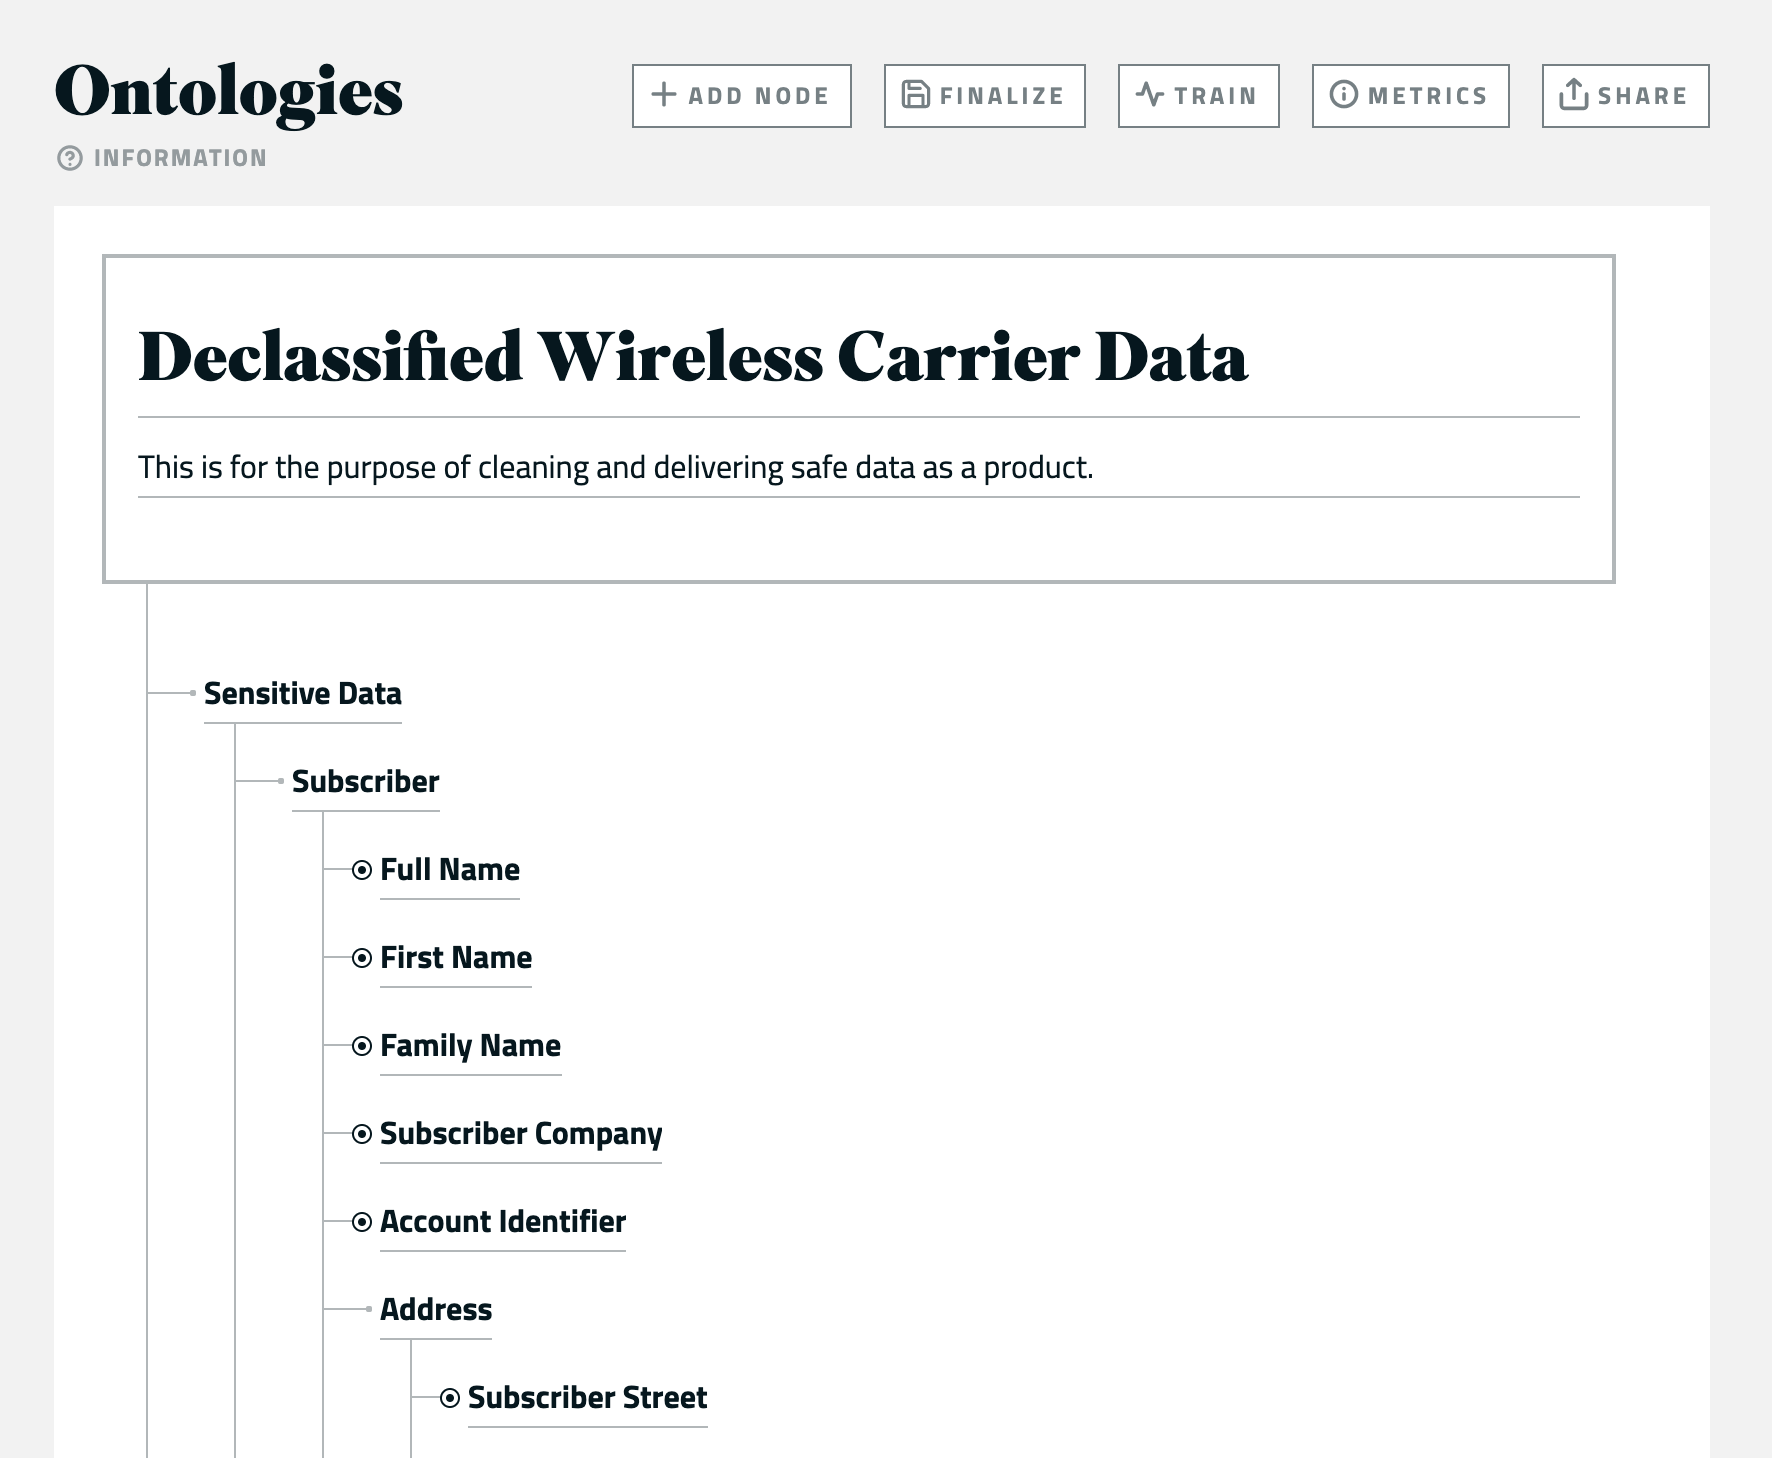 Ontologies
ADD NODE
FINALIZE
TRAIN
METRICS
SHARE
INFORMATION
Declassified Wireless Carrier Data
This is for the purpose of cleaning and delivering safe data as a product.
Sensitive Data
Subscriber
Full Name
First Name
Family Name
Subscriber Company
Account Identifier
Address
Subscriber Street